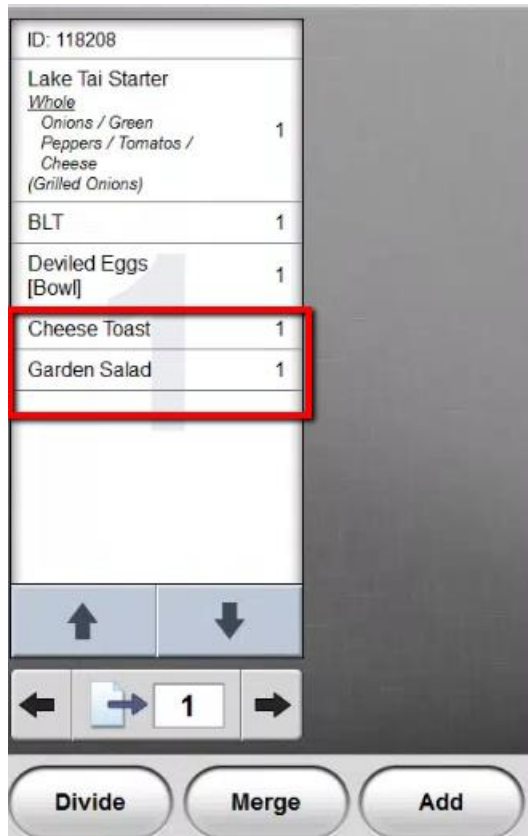 ID: 118208
Lake Tai Starter
Whole
Onions / Green
Peppers / Tomatos /
Cheese
(Grilled Onions)
1
BLT 1
Deviled Eggs
[Bowl]
1
Cheese Toast 1
Garden Salad 1
1
1
Divide Merge Add